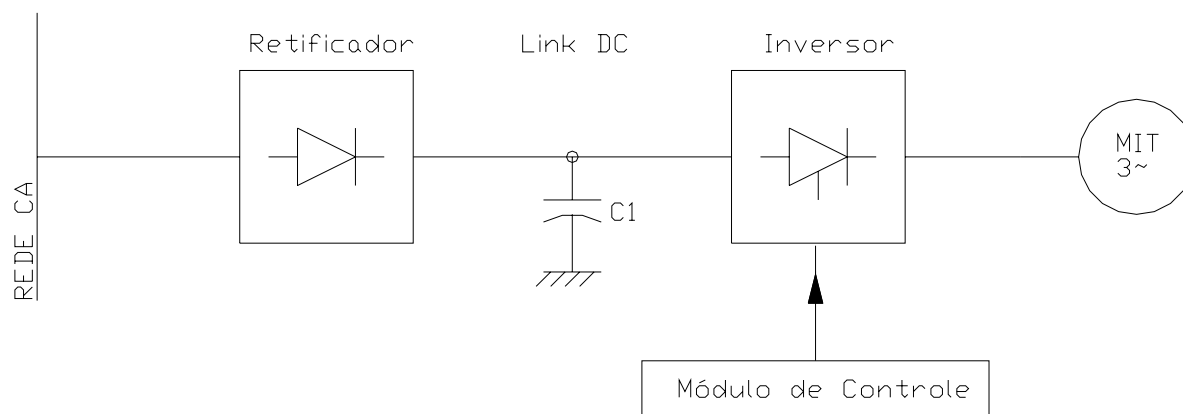 Retificador
Link DC
Inversor
MIT
3~
C1
REDE CA
Módulo de Controle